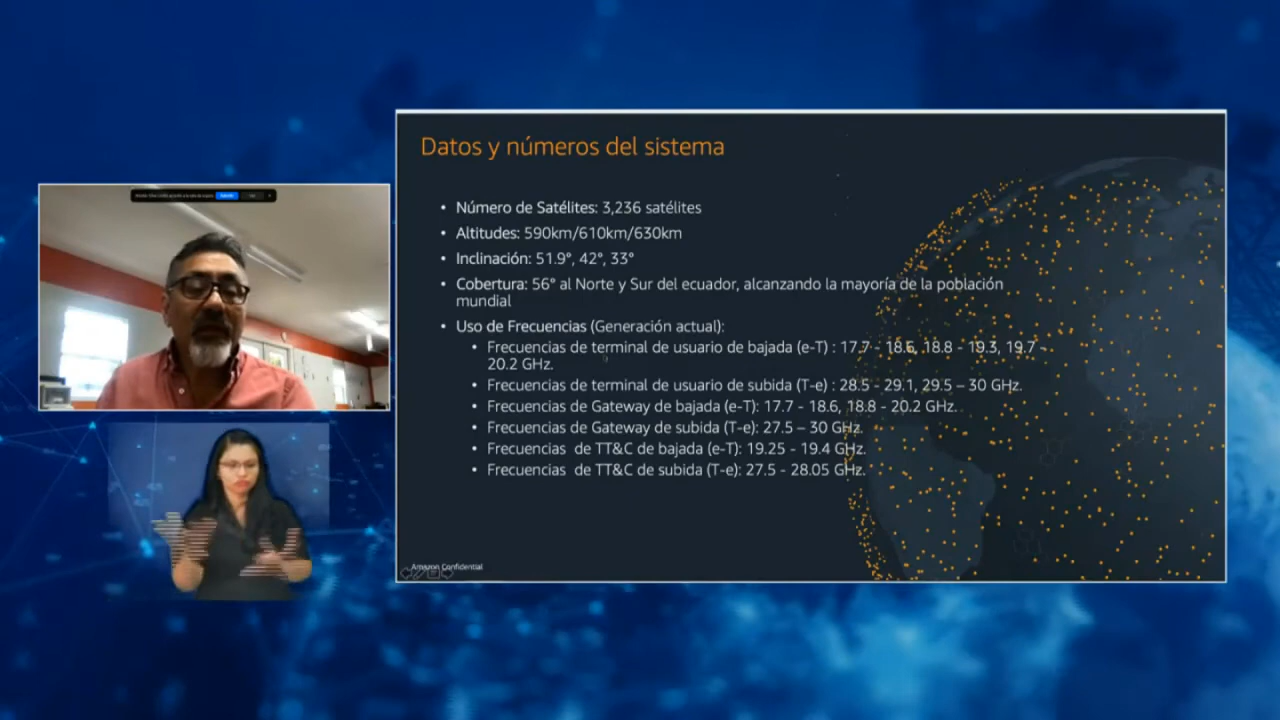 Datos y números del sistema
• Número de Satélites: 3,236 satélites
• Altitudes: 590km/610km/630km
• Inclinación: 51.9°, 42°, 33°
• Cobertura: 56° al Norte y Sur del ecuador, alcanzando la mayoría de la población
mundial
• Uso de Frecuencias (Generación actual):
• Frecuencias de terminal de usuario de bajada (e-T) : 17.7 - 18.6, 18.8 - 19.3, 19.7 -
20.2 GHz.
• Frecuencias de terminal de usuario de subida (T-e) : 28.5 - 29.1, 29.5 – 30 GHz.
• Frecuencias de Gateway de bajada (e-T): 17.7 - 18.6, 18.8 - 20.2 GHz.
• Frecuencias de Gateway de subida (T-e): 27.5 – 30 GHz.
• Frecuencias de TT&C de bajada (e-T): 19.25 - 19.4 GHz.
• Frecuencias de TT&C de subida (T-e): 27.5 - 28.05 GHz.
Amazon Confidential